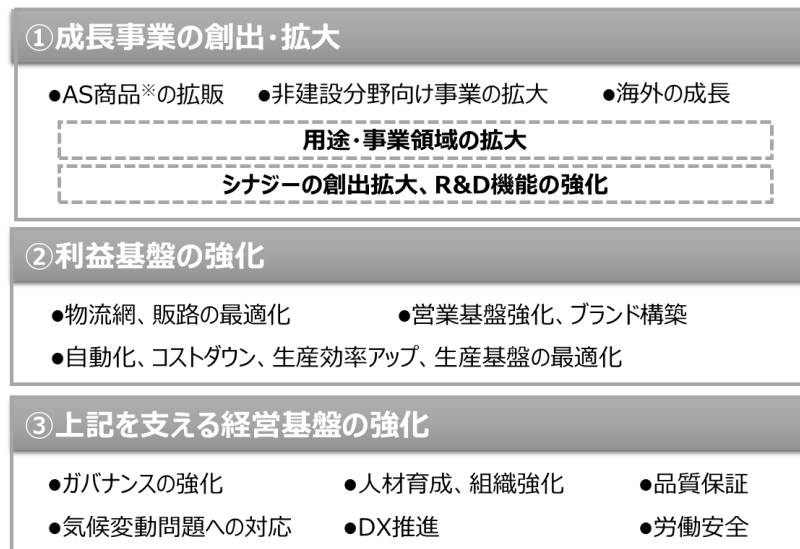 ①成長事業の創出・拡大
●AS商品※の拡販 ●非建設分野向け事業の拡大 ●海外の成長
用途・事業領域の拡大
シナジーの創出拡大、R&D機能の強化
②利益基盤の強化
●物流網、販路の最適化 ●営業基盤強化、ブランド構築
●自動化、コストダウン、生産効率アップ、生産基盤の最適化
③上記を支える経営基盤の強化
●ガバナンスの強化 ●人材育成、組織強化 ●品質保証
●気候変動問題への対応 ●DX推進 ●労働安全